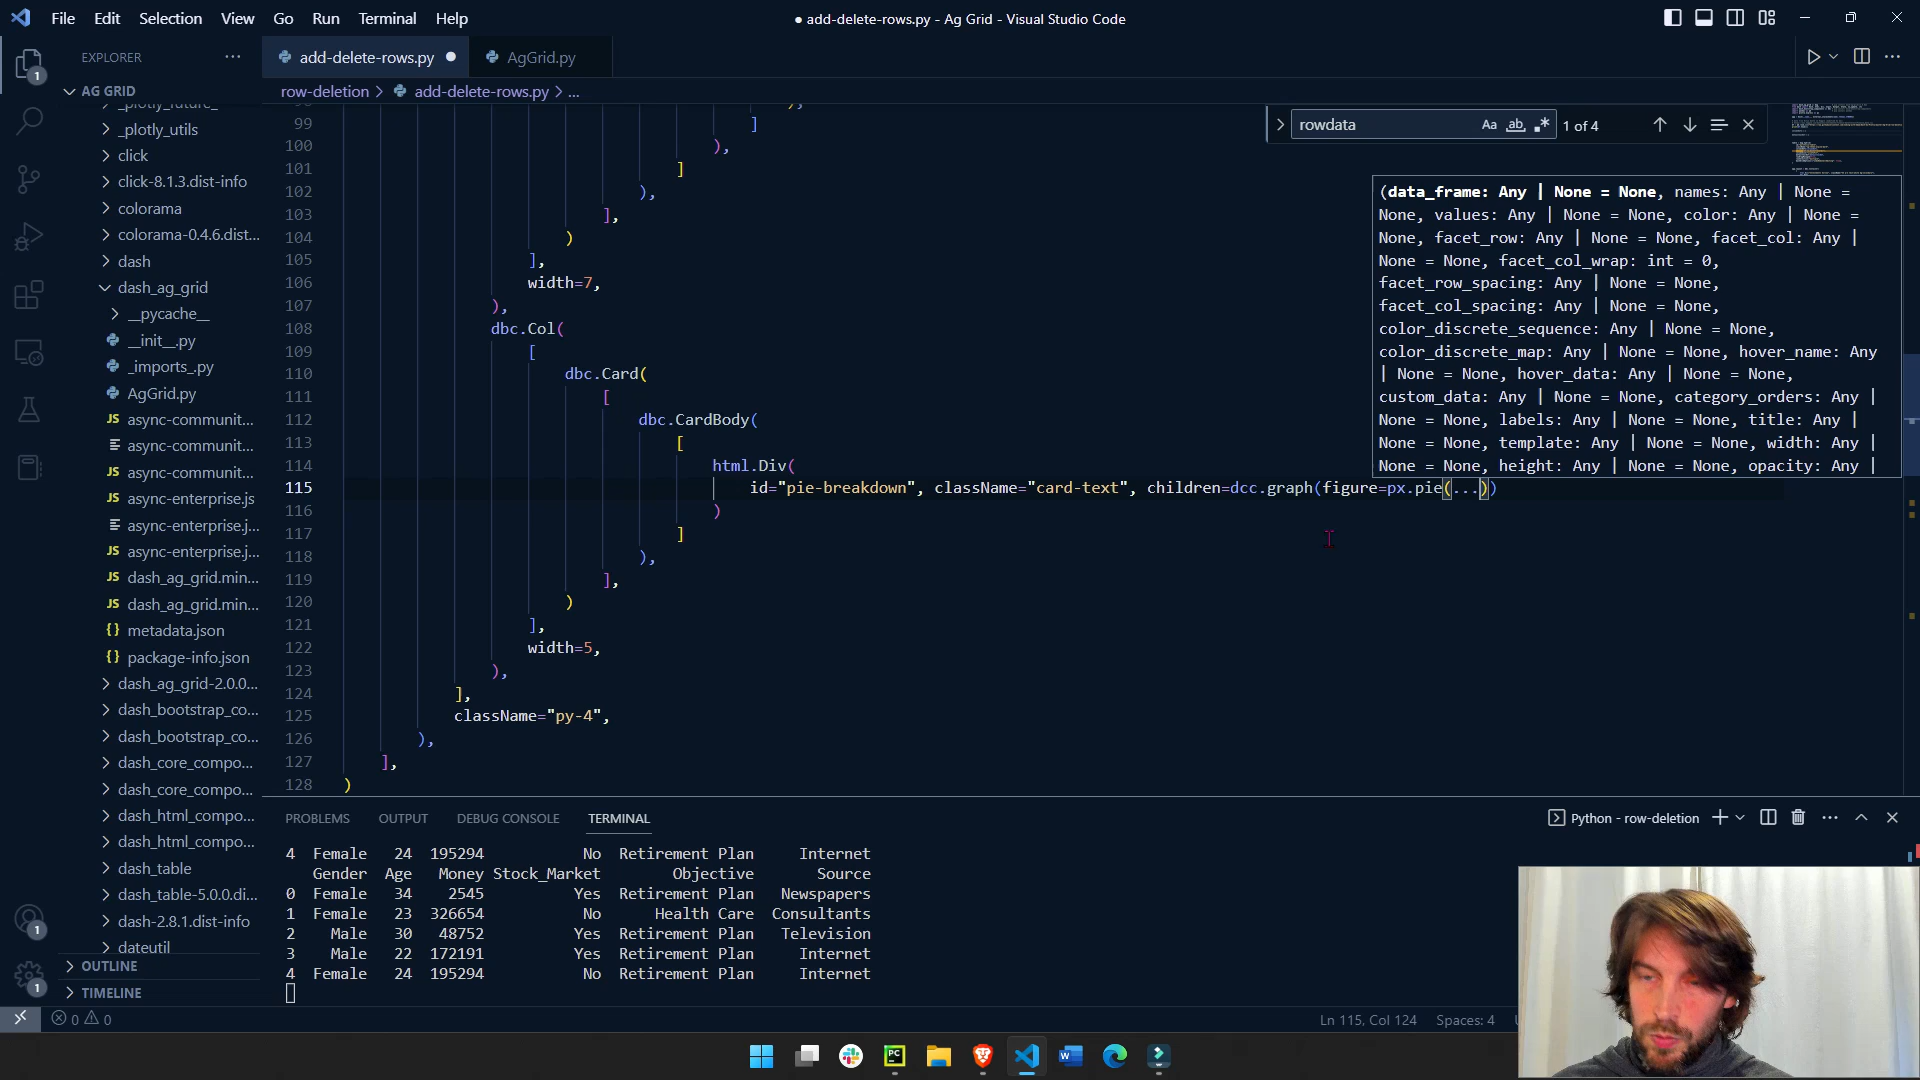 File Edit Selection View Go Run Terminal Help
● add-delete-rows.py - Ag Grid - Visual Studio Code
EXPLORER ...
add-delete-rows.py ●
AgGrid.py
AG GRID
row-deletion > add-delete-rows.py > ...
rowdata Aa ab 1 of 4
_plotly_future_
_plotly_utils
click
click-8.1.3.dist-info
colorama
colorama-0.4.6.dist...
dash
dash_ag_grid
__pycache__
__init__.py
_imports_.py
AgGrid.py
JS async-communit...
async-communit...
JS async-communit...
JS async-enterprise.js
async-enterprise.j...
JS async-enterprise.j...
JS dash_ag_grid.min...
JS dash_ag_grid.min...
{} metadata.json
{} package-info.json
dash_ag_grid-2.0.0...
dash_bootstrap_co...
dash_bootstrap_co...
dash_core_compo...
dash_core_compo...
dash_html_compo...
dash_html_compo...
dash_table
dash_table-5.0.0.di...
dash-2.8.1.dist-info
dateutil
OUTLINE
TIMELINE
99 ]
100 ),
101 ]
102 ),
103 ],
104 )
105 ],
106 width=7,
107 ),
108 dbc.Col(
109 [
110 dbc.Card(
111 [
112 dbc.CardBody(
113 [
114 html.Div(
115 id="pie-breakdown", className="card-text", children=dcc.graph(figure=px.pie(...))
116 )
117 ]
118 ),
119 ],
120 )
121 ],
122 width=5,
123 ),
124 ],
125 className="py-4",
126 ),
127 ],
128 )
(data_frame: Any | None = None, names: Any | None =
None, values: Any | None = None, color: Any | None =
None, facet_row: Any | None = None, facet_col: Any |
None = None, facet_col_wrap: int = 0,
facet_row_spacing: Any | None = None,
facet_col_spacing: Any | None = None,
color_discrete_sequence: Any | None = None,
color_discrete_map: Any | None = None, hover_name: Any
| None = None, hover_data: Any | None = None,
custom_data: Any | None = None, category_orders: Any |
None = None, labels: Any | None = None, title: Any |
None = None, template: Any | None = None, width: Any |
None = None, height: Any | None = None, opacity: Any |
PROBLEMS OUTPUT DEBUG CONSOLE TERMINAL
Python - row-deletion
4 Female 24 195294 No Retirement Plan Internet
Gender Age Money Stock_Market Objective Source
0 Female 34 2545 Yes Retirement Plan Newspapers
1 Female 23 326654 No Health Care Consultants
2 Male 30 48752 Yes Retirement Plan Television
3 Male 22 172191 Yes Retirement Plan Internet
4 Female 24 195294 No Retirement Plan Internet
1
1
1
0 0
Ln 115, Col 124 Spaces: 4
PC
W